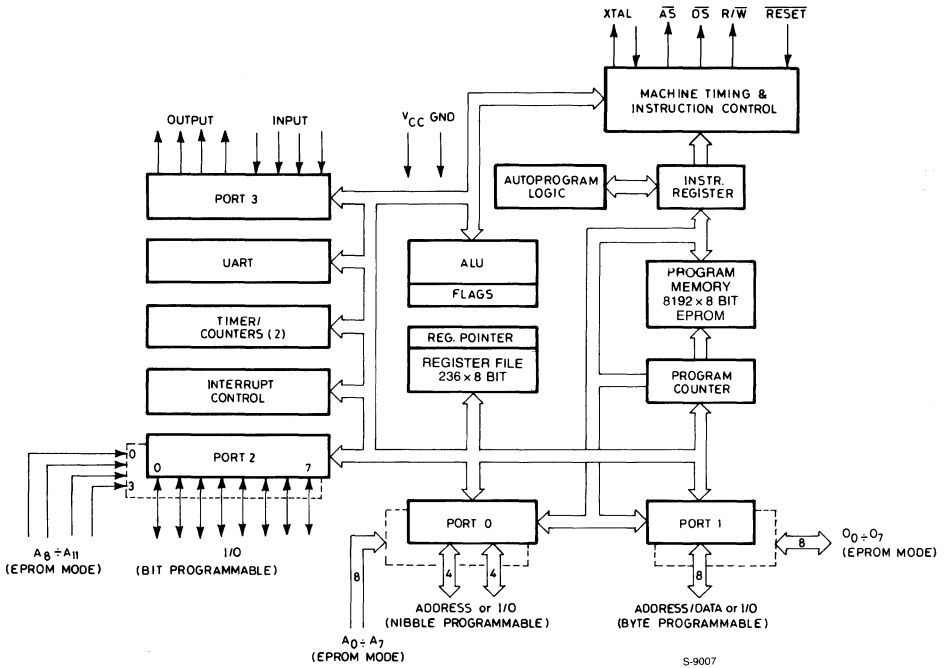 XTAL AS DS R/W RESET
MACHINE TIMING &
INSTRUCTION CONTROL
OUTPUT INPUT
VCC GND
PORT 3
AUTOPROGRAM
LOGIC
INSTR.
REGISTER
UART
ALU
FLAGS
PROGRAM
MEMORY
8192 × 8 BIT
EPROM
TIMER/
COUNTERS (2)
REG. POINTER
REGISTER FILE
236 × 8 BIT
INTERRUPT
CONTROL
PROGRAM
COUNTER
PORT 2
0
3
0 7
PORT 0
PORT 1
A8 ÷ A11
(EPROM MODE)
I/O
(BIT PROGRAMMABLE)
8
4 4
8
8
O0 ÷ O7
(EPROM MODE)
ADDRESS or I/O
(NIBBLE PROGRAMMABLE)
ADDRESS/DATA or I/O
(BYTE PROGRAMMABLE)
A0 ÷ A7
(EPROM MODE)
S-9007